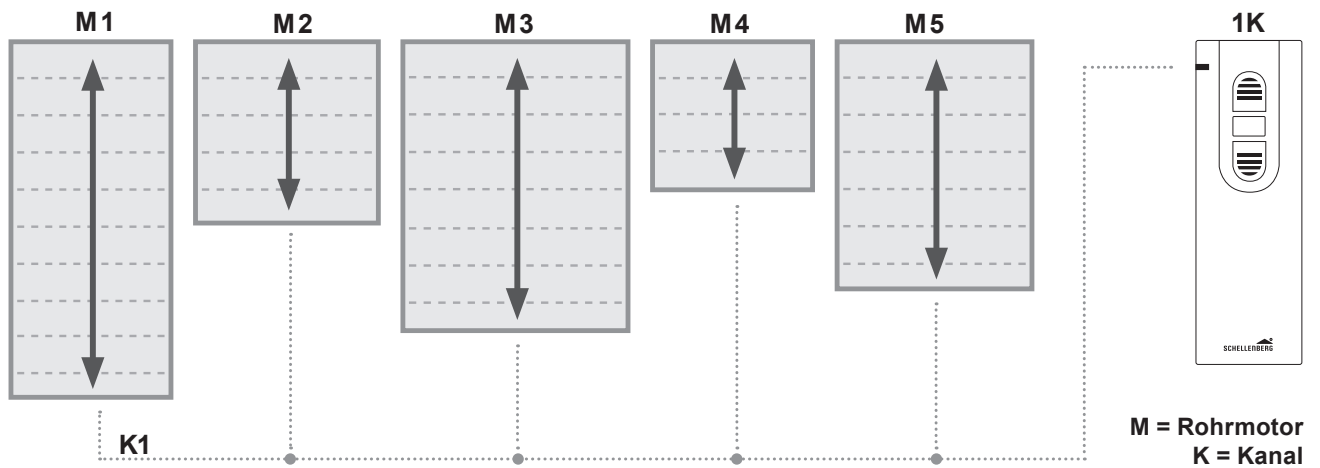 M1 M2 M3 M4 M5 1K
SCHELLENBERG
K1
M = Rohrmotor
K = Kanal